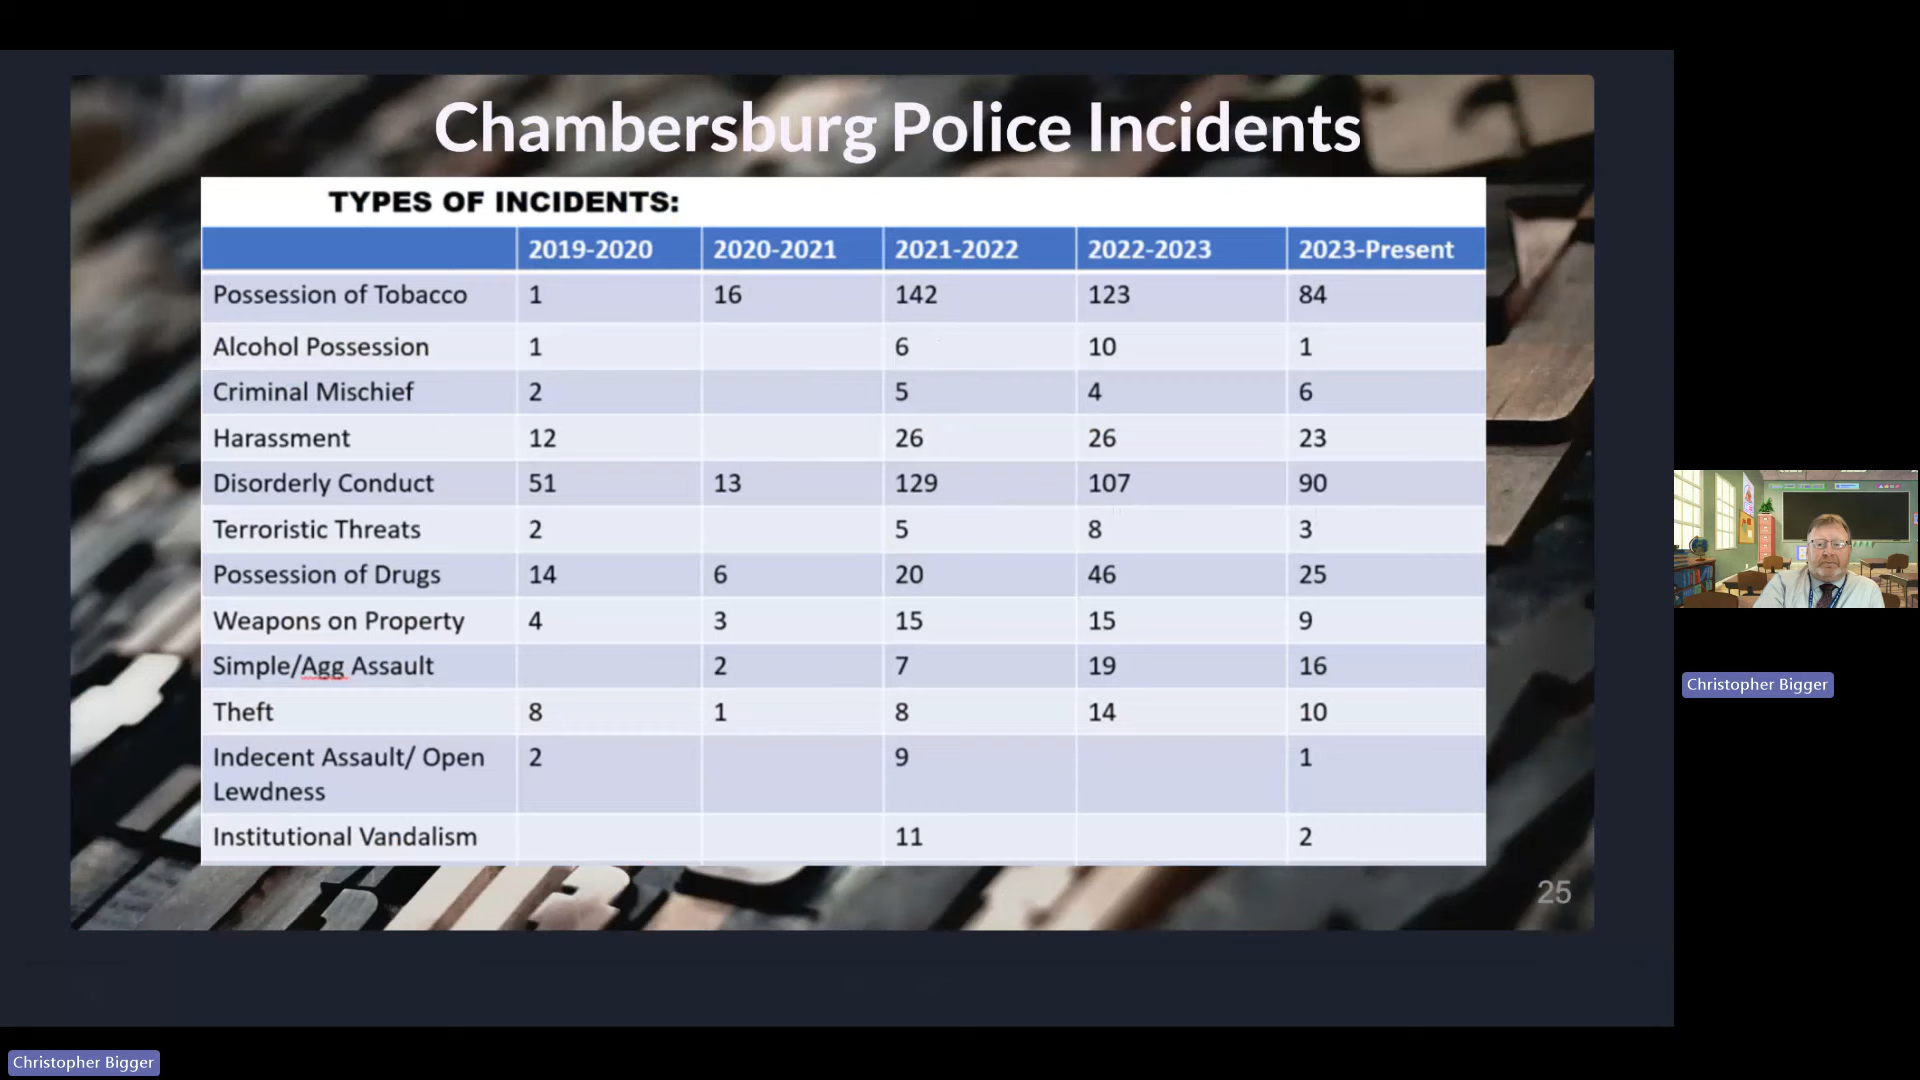 Chambersburg Police Incidents
TYPES OF INCIDENTS:
2019-2020 2020-2021 2021-2022 2022-2023 2023-Present
Possession of Tobacco 1 16 142 123 84
Alcohol Possession 1 6 10 1
Criminal Mischief 2 5 4 6
Harassment 12 26 26 23
Disorderly Conduct 51 13 129 107 90
Terroristic Threats 2 5 8 3
Possession of Drugs 14 6 20 46 25
Weapons on Property 4 3 15 15 9
Simple/Agg Assault 2 7 19 16
Theft 8 1 8 14 10
Indecent Assault/ Open 2 9 1
Lewdness
Institutional Vandalism 11 2
25
Christopher Bigger
Christopher Bigger